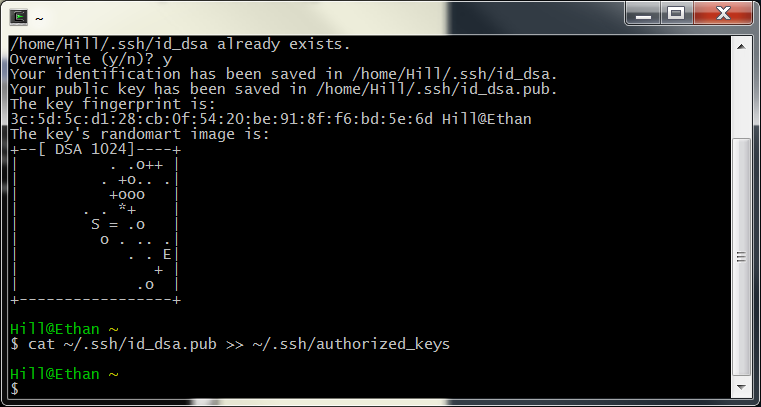 ~
/home/Hill/.ssh/id_dsa already exists.
Overwrite (y/n)? y
Your identification has been saved in /home/Hill/.ssh/id_dsa.
Your public key has been saved in /home/Hill/.ssh/id_dsa.pub.
The key fingerprint is:
3c:5d:5c:d1:28:cb:0f:54:20:be:91:8f:f6:bd:5e:6d Hill@Ethan
The key's randomart image is:
+--[ DSA 1024]----+
|          . .o++ |
|         . +o.. .|
|          +ooo   |
|       . . *+    |
|        S = .o   |
|         o . .. .|
|            . . E|
|               + |
|             .o  |
+-----------------+
Hill@Ethan ~
$ cat ~/.ssh/id_dsa.pub >> ~/.ssh/authorized_keys
Hill@Ethan ~
$